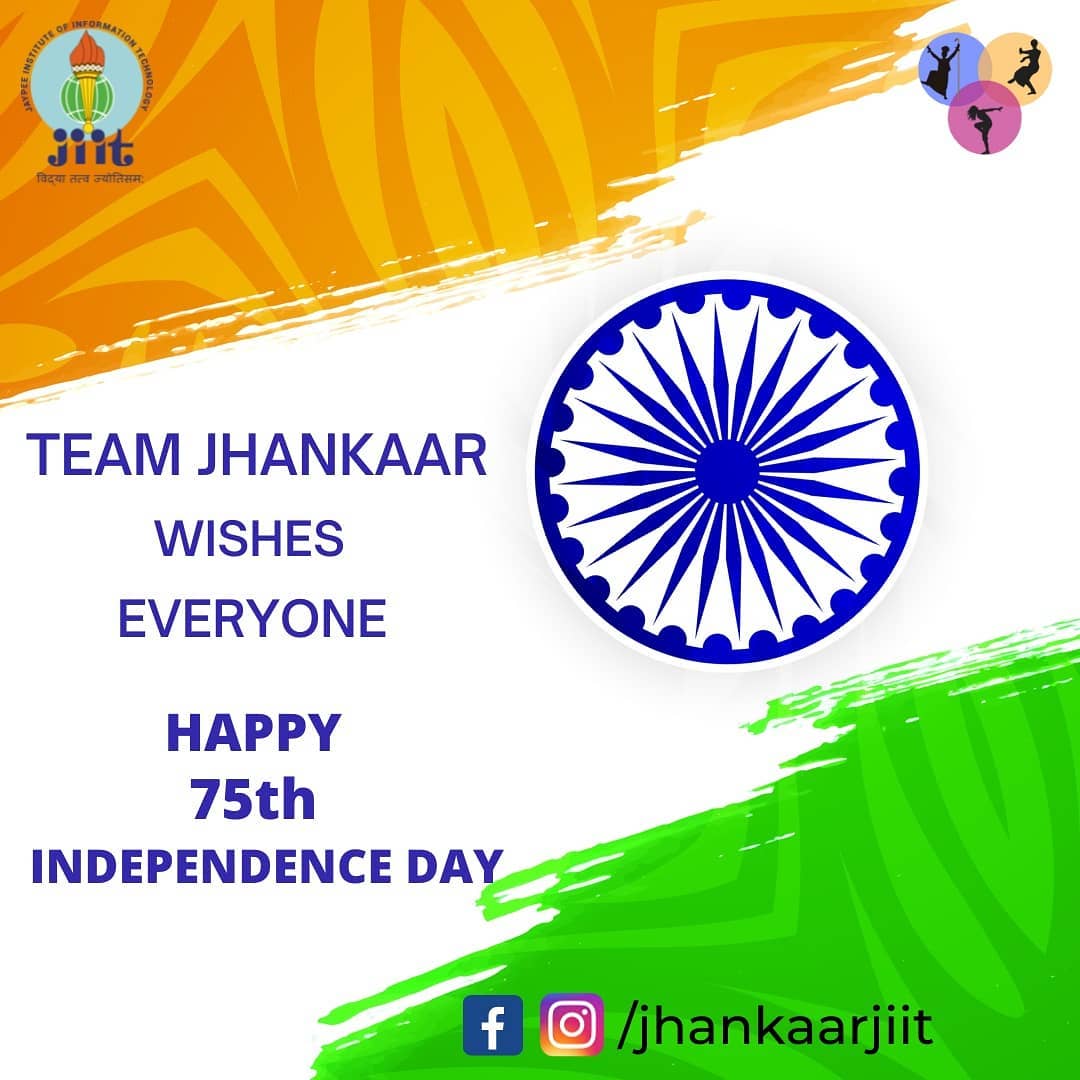 JAYPEE INSTITUTE OF INFORMATION TECHNOLOGY
jiit
विद्या तत्व ज्योतिसम:
TEAM JHANKAAR
WISHES
EVERYONE
HAPPY
75th
INDEPENDENCE DAY
/jhankaarjiit